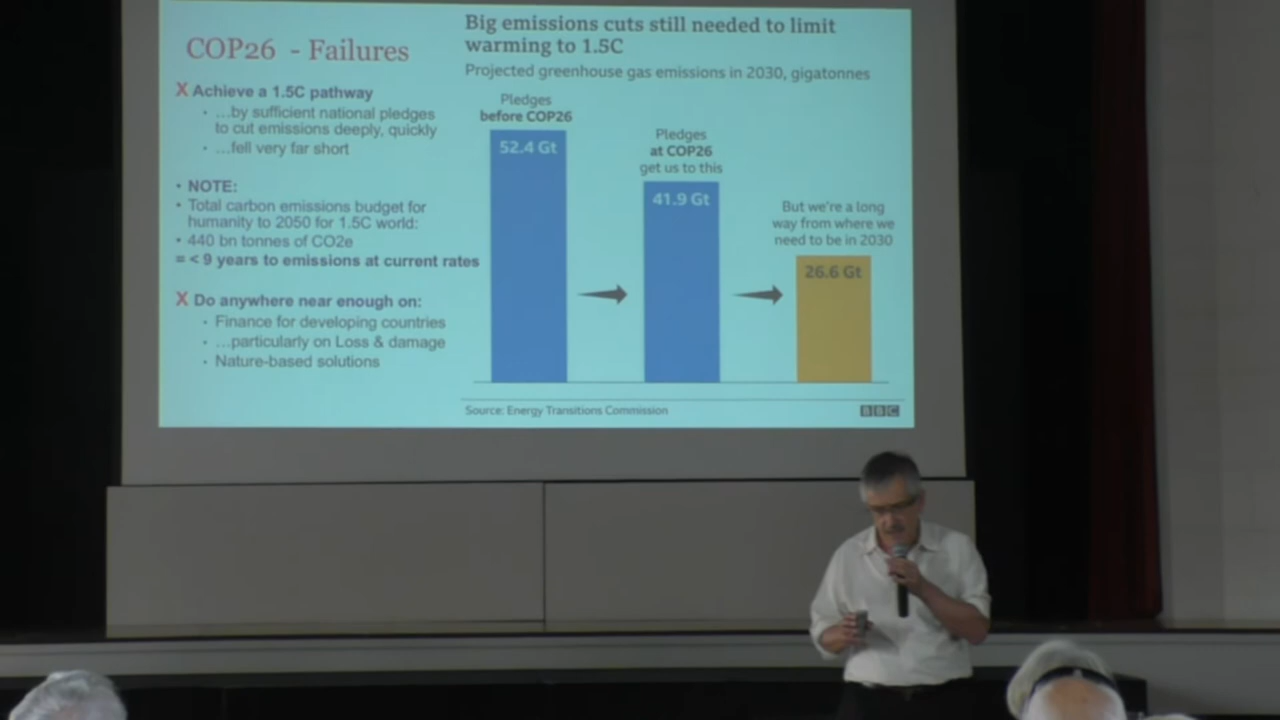 COP26 - Failures
X Achieve a 1.5C pathway
• …by sufficient national pledges
to cut emissions deeply, quickly
• …fell very far short
• NOTE:
• Total carbon emissions budget for
humanity to 2050 for 1.5C world:
• 440 bn tonnes of CO2e
= < 9 years to emissions at current rates
X Do anywhere near enough on:
• Finance for developing countries
• …particularly on Loss & damage
• Nature-based solutions
Big emissions cuts still needed to limit
warming to 1.5C
Projected greenhouse gas emissions in 2030, gigatonnes
Pledges
before COP26
52.4 Gt
Pledges
at COP26
get us to this
41.9 Gt
But we're a long
way from where we
need to be in 2030
26.6 Gt
Source: Energy Transitions Commission
BBC